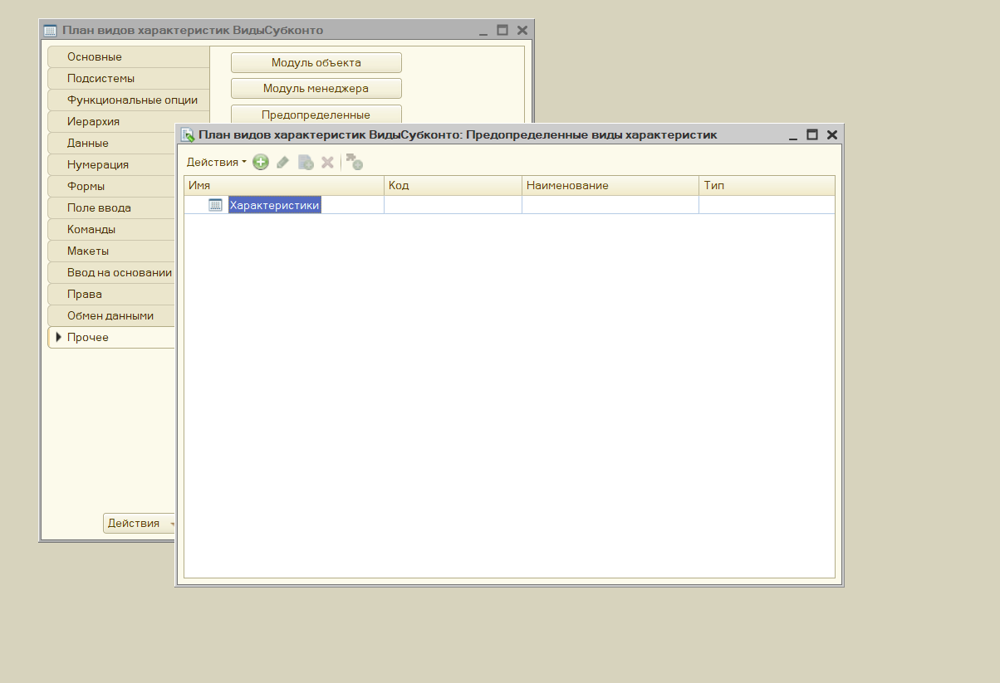 План видов характеристик ВидыСубконто
Основные
Подсистемы
Функциональные опции
Иерархия
Данные
Нумерация
Формы
Поле ввода
Команды
Макеты
Ввод на основании
Права
Обмен данными
Прочее
Модуль объекта
Модуль менеджера
Предопределенные
Действия
План видов характеристик ВидыСубконто: Предопределенные виды характеристик
Действия
Имя Код Наименование Тип
Характеристики